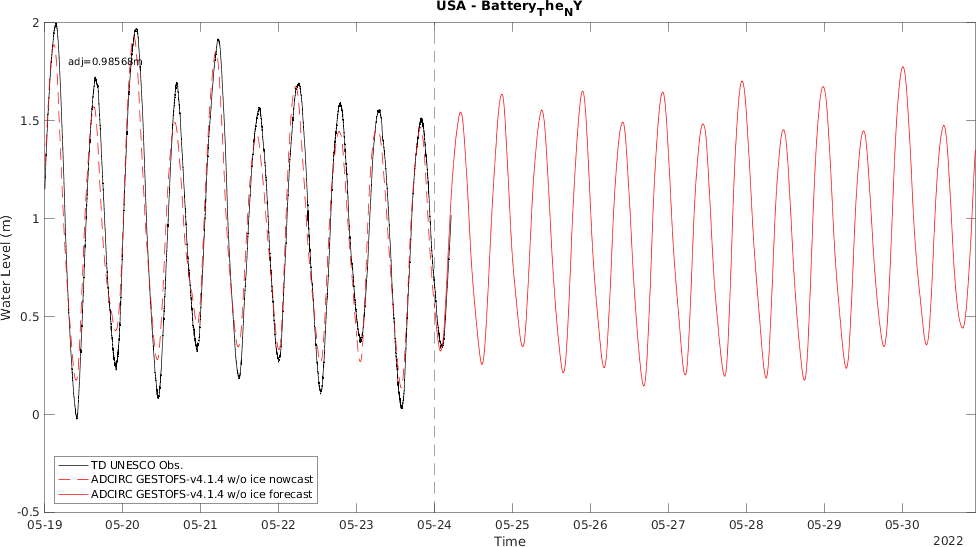 USA - BatteryTheNY
adj=0.98568m
2
1.5
1
0.5
0
-0.5
Water Level (m)
TD UNESCO Obs.
ADCIRC GESTOFS-v4.1.4 w/o ice nowcast
ADCIRC GESTOFS-v4.1.4 w/o ice forecast
05-19 05-20 05-21 05-22 05-23 05-24 05-25 05-26 05-27 05-28 05-29 05-30
Time
2022